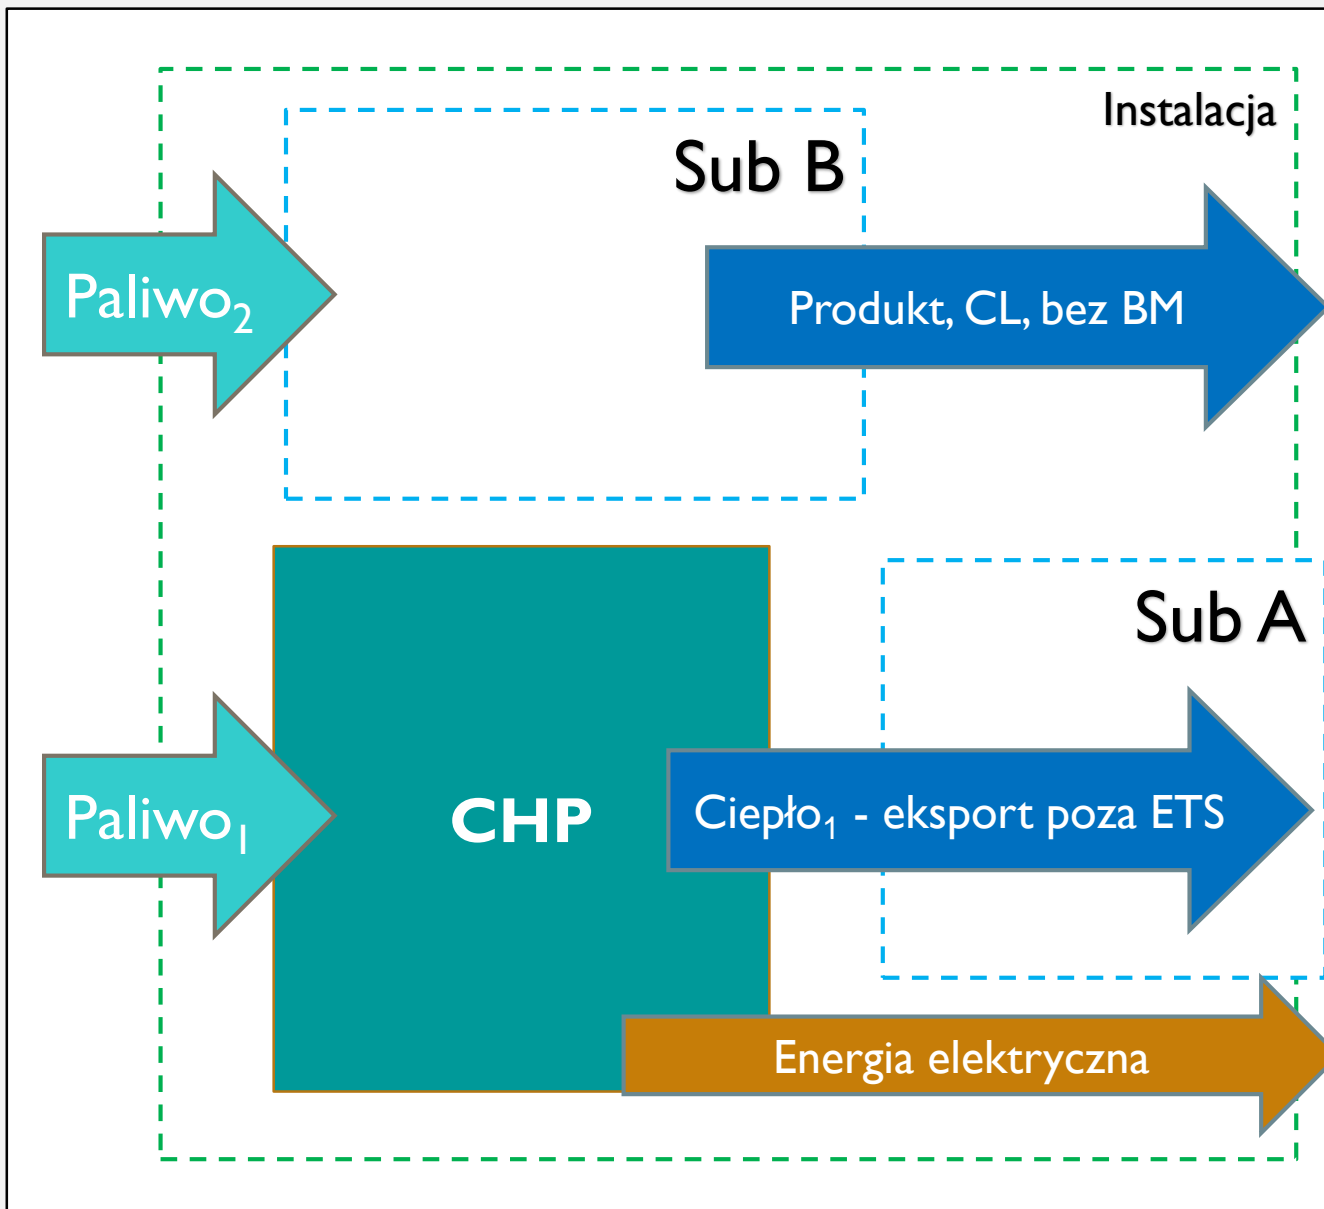 Instalacja
Sub B
Paliwo₂
Produkt, CL, bez BM
Sub A
Paliwo₁
CHP
Ciepło₁ - eksport poza ETS
Energia elektryczna